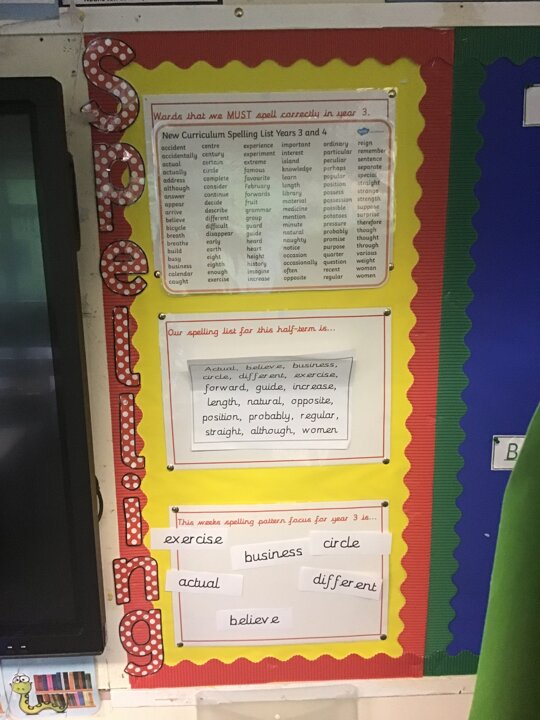 Spelling
Words that we MUST spell correctly in year 3.
New Curriculum Spelling List Years 3 and 4
accident
accidentally
actual
actually
address
although
answer
appear
arrive
believe
bicycle
breath
breathe
build
busy
business
calendar
caught
centre
century
certain
circle
complete
consider
continue
decide
describe
different
difficult
disappear
early
earth
eight
eighth
enough
exercise
experience
experiment
extreme
famous
favourite
February
forwards
fruit
grammar
group
guard
guide
heard
heart
height
history
imagine
increase
important
interest
island
knowledge
learn
length
library
material
medicine
mention
minute
natural
naughty
notice
occasion
occasionally
often
opposite
ordinary
particular
peculiar
perhaps
popular
position
possess
possession
possible
potatoes
pressure
probably
promise
purpose
quarter
question
recent
regular
reign
remember
sentence
separate
special
straight
strange
strength
suppose
surprise
therefore
though
thought
through
various
weight
woman
women
Our spelling list for this half-term is...
Actual, believe, business,
circle, different, exercise,
forward, guide, increase,
length, natural, opposite,
position, probably, regular,
straight, although, women
This weeks spelling pattern focus for year 3 is...
exercise
business
circle
actual
different
believe
B